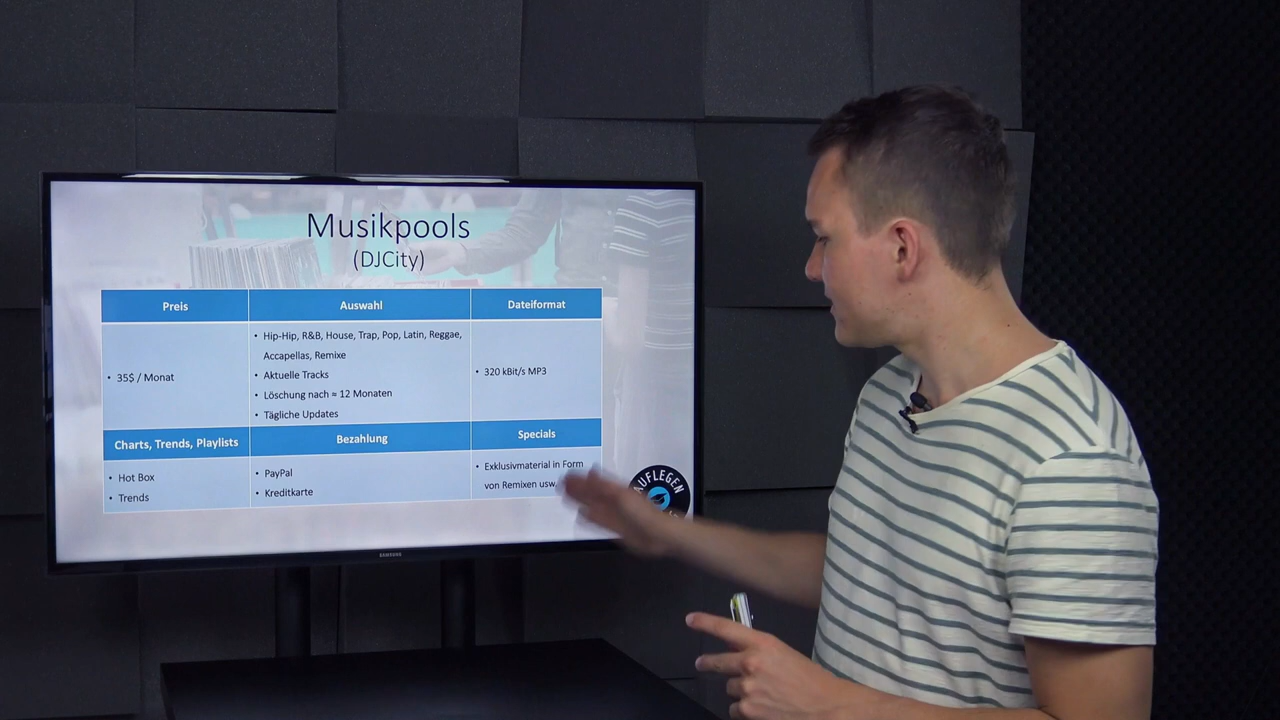 Musikpools
(DJCity)
Preis
Auswahl
Dateiformat
• 35$ / Monat
• Hip-Hip, R&B, House, Trap, Pop, Latin, Reggae,
Accapellas, Remixe
• Aktuelle Tracks
• Löschung nach ≈ 12 Monaten
• Tägliche Updates
• 320 kBit/s MP3
Charts, Trends, Playlists
Bezahlung
Specials
• Hot Box
• Trends
• PayPal
• Kreditkarte
• Exklusivmaterial in Form
von Remixen usw.
AUFLEGEN
SAMSUNG